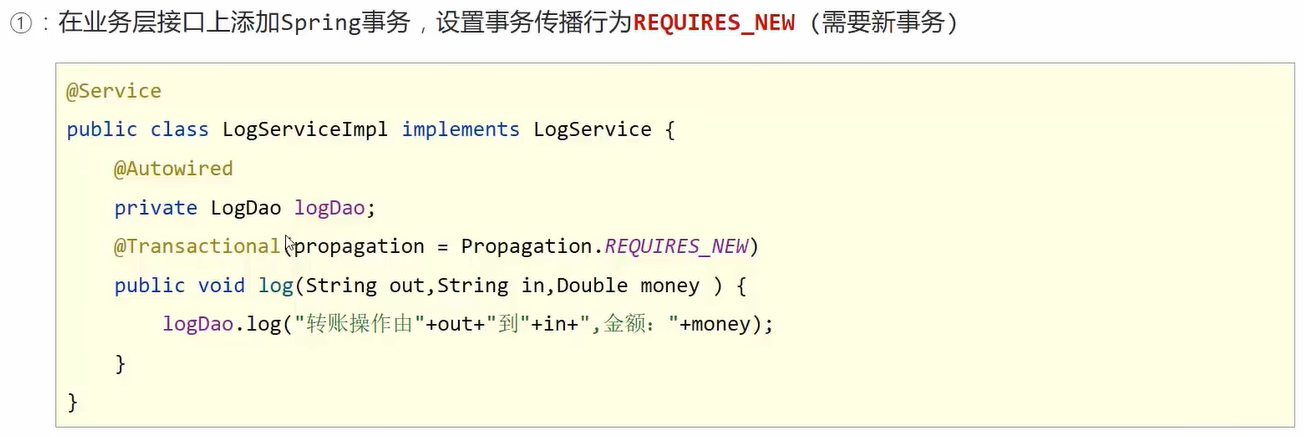 ①：在业务层接口上添加Spring事务，设置事务传播行为REQUIRES_NEW（需要新事务）
@Service
public class LogServiceImpl implements LogService {
@Autowired
private LogDao logDao;
@Transactional(propagation = Propagation.REQUIRES_NEW)
public void log(String out,String in,Double money ) {
logDao.log("转账操作由"+out+"到"+in+",金额："+money);
}
}